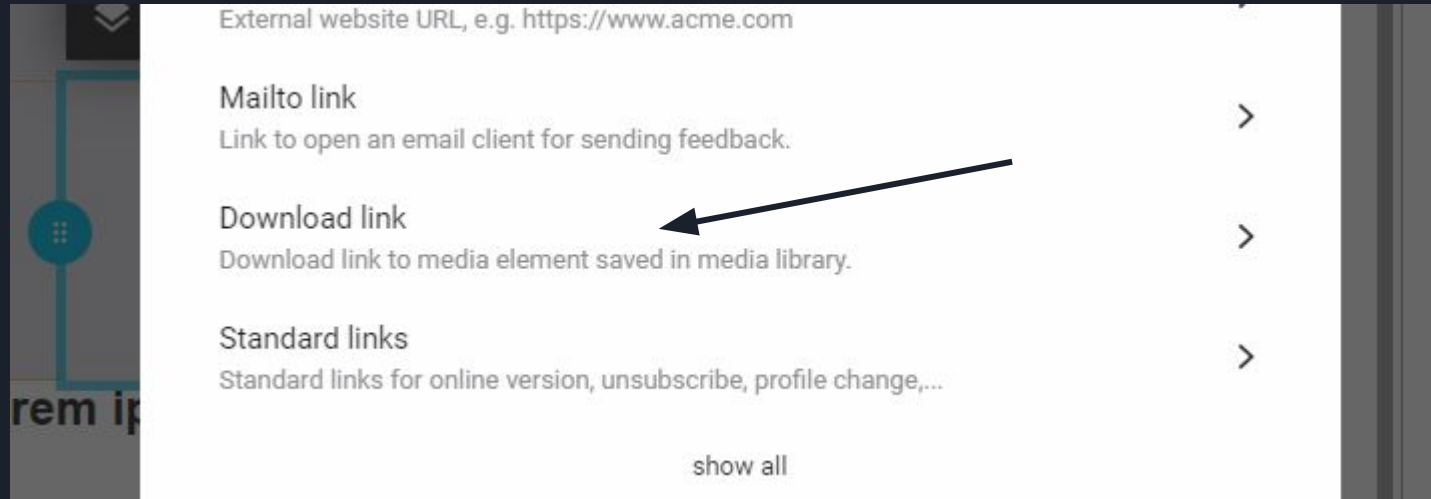 External website URL, e.g. https://www.acme.com
Mailto link
Link to open an email client for sending feedback.
Download link
Download link to media element saved in media library.
Standard links
Standard links for online version, unsubscribe, profile change,...
rem ip
show all